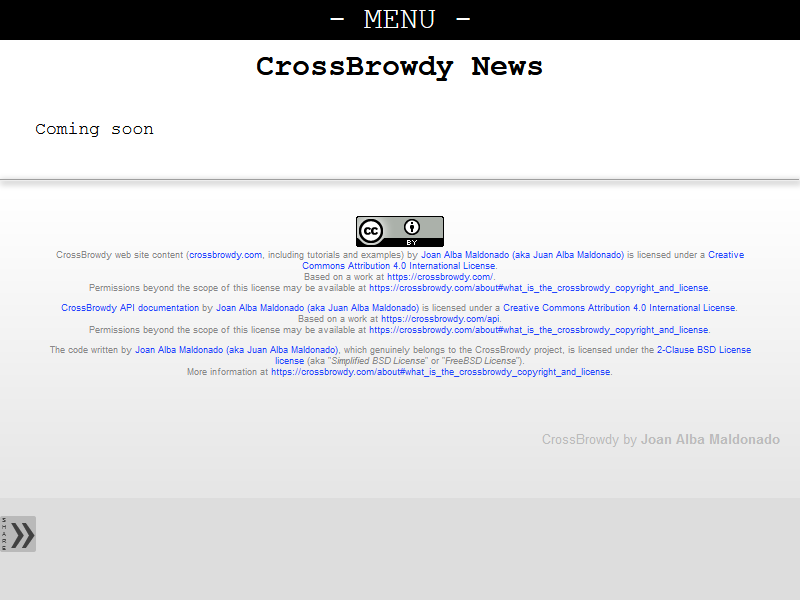 - MENU -
CrossBrowdy News
Coming soon
cc BY
CrossBrowdy web site content (crossbrowdy.com, including tutorials and examples) by Joan Alba Maldonado (aka Juan Alba Maldonado) is licensed under a Creative
Commons Attribution 4.0 International License.
Based on a work at https://crossbrowdy.com/.
Permissions beyond the scope of this license may be available at https://crossbrowdy.com/about#what_is_the_crossbrowdy_copyright_and_license.
CrossBrowdy API documentation by Joan Alba Maldonado (aka Juan Alba Maldonado) is licensed under a Creative Commons Attribution 4.0 International License.
Based on a work at https://crossbrowdy.com/api.
Permissions beyond the scope of this license may be available at https://crossbrowdy.com/about#what_is_the_crossbrowdy_copyright_and_license.
The code written by Joan Alba Maldonado (aka Juan Alba Maldonado), which genuinely belongs to the CrossBrowdy project, is licensed under the 2-Clause BSD License
license (aka "Simplified BSD License" or "FreeBSD License").
More information at https://crossbrowdy.com/about#what_is_the_crossbrowdy_copyright_and_license.
CrossBrowdy by Joan Alba Maldonado
SHARE